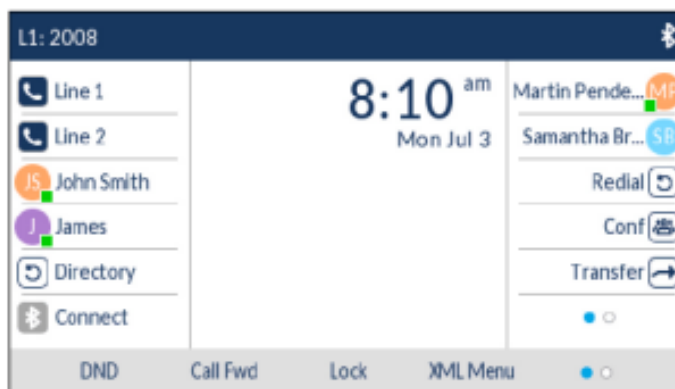 L1: 2008
Line 1
Line 2
JS John Smith
J James
Directory
Connect
8:10 am
Mon Jul 3
Martin Pende... MP
Samantha Br... SB
Redial
Conf
Transfer
DND Call Fwd Lock XML Menu